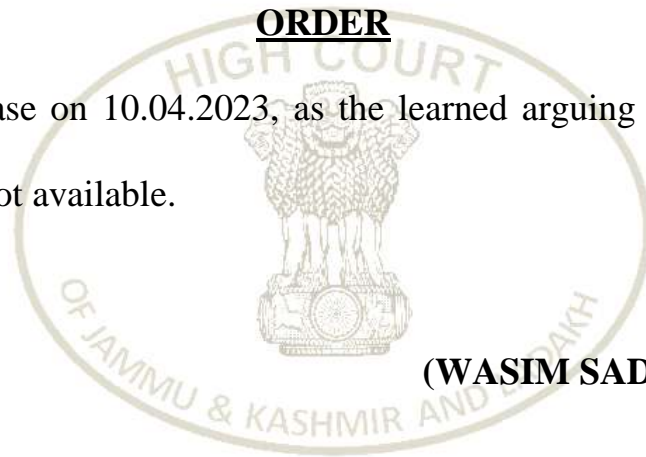 ORDER
HIGH COURT
ase on 10.04.2023, as the learned arguing
ot available.
(WASIM SAD
OF JAMMU & KASHMIR AND LADAKH